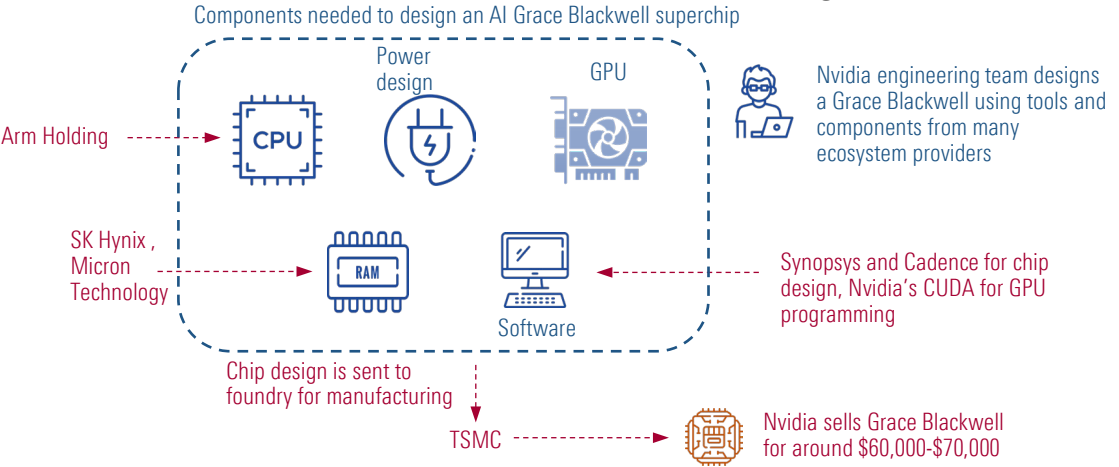 Components needed to design an AI Grace Blackwell superchip
Power
design
GPU
Nvidia engineering team designs
a Grace Blackwell using tools and
components from many
ecosystem providers
Arm Holding
CPU
SK Hynix ,
Micron
Technology
RAM
Software
Synopsys and Cadence for chip
design, Nvidia's CUDA for GPU
programming
Chip design is sent to
foundry for manufacturing
TSMC
Nvidia sells Grace Blackwell
for around $60,000-$70,000